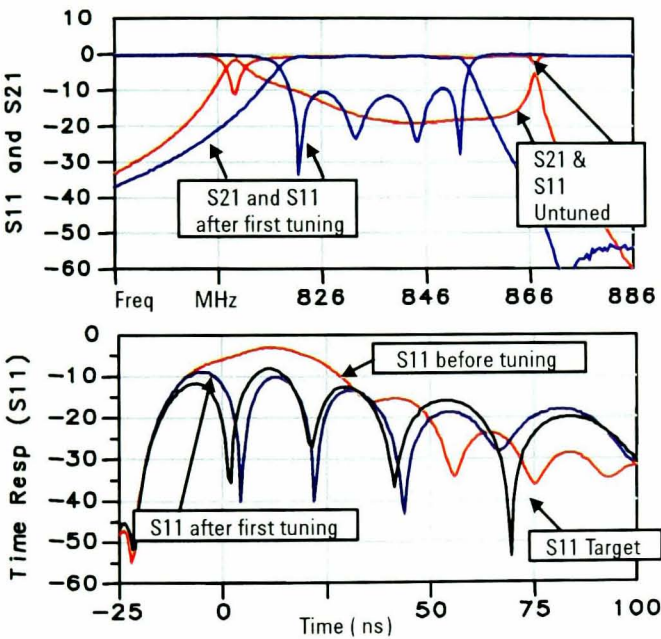 10
0
-10
-20
-30
-40
-50
-60
S11 and S21
S21 and S11
after first tuning
S21 &
S11
Untuned
Freq MHz 826 846 866 886
0
-10
-20
-30
-40
-50
-60
Time Resp (S11)
S11 before tuning
S11 after first tuning
S11 Target
-25 0 50 75 100
Time ( ns)